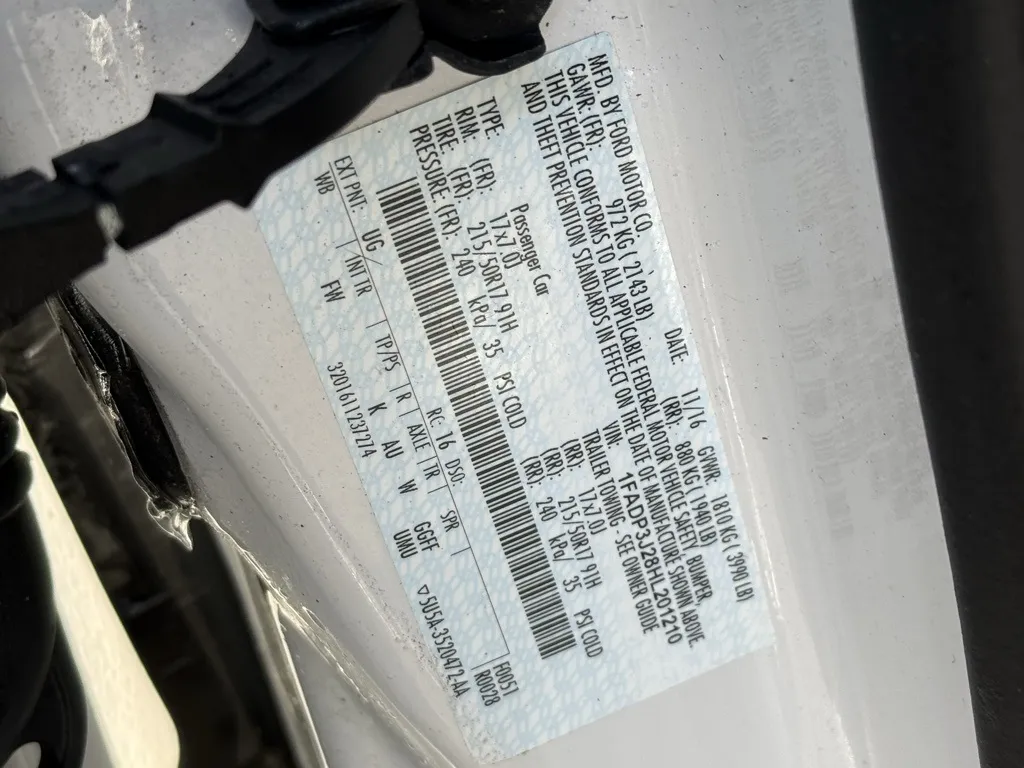 MFD. BY FORD MOTOR CO. DATE: 11/16 GVWR: 1810 KG ( 3990 LB)
GAWR: (FR): 972 KG ( 2143 LB) (RR): 880 KG ( 1940 LB)
THIS VEHICLE CONFORMS TO ALL APPLICABLE FEDERAL MOTOR VEHICLE SAFETY, BUMPER,
AND THEFT PREVENTION STANDARDS IN EFFECT ON THE DATE OF MANUFACTURE SHOWN ABOVE.
VIN: 1FADP3J28HL201210
TYPE: Passenger Car TRAILER TOWING - SEE OWNER GUIDE
RIM: (FR): 17x7.0J (RR): 17x7.0J
TIRE: (FR): 215/50R17 91H (RR): 215/50R17 91H
PRESSURE (FR): 240 kPa/ 35 PSI COLD (RR): 240 kPa/ 35 PSI COLD
F0051
R0028
EXT PNT: UG/ RC: 16 DSO:
WB | INT TR | TP/PS | R | AXLE | TR | SPR |
FW K AU W GGFF
320161123727 UNU ▽5U5A-3520472-AA